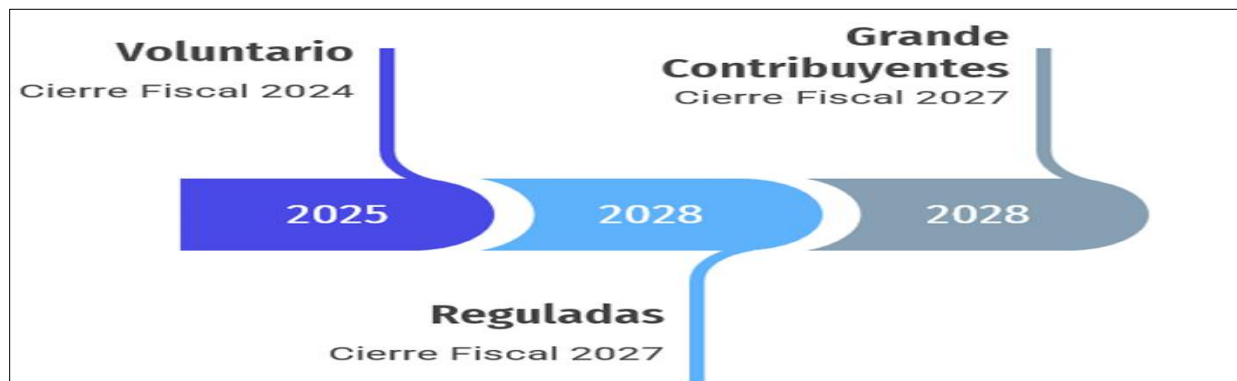 Voluntario
Cierre Fiscal 2024
Grande
Contribuyentes
Cierre Fiscal 2027
2025
2028
2028
Reguladas
Cierre Fiscal 2027